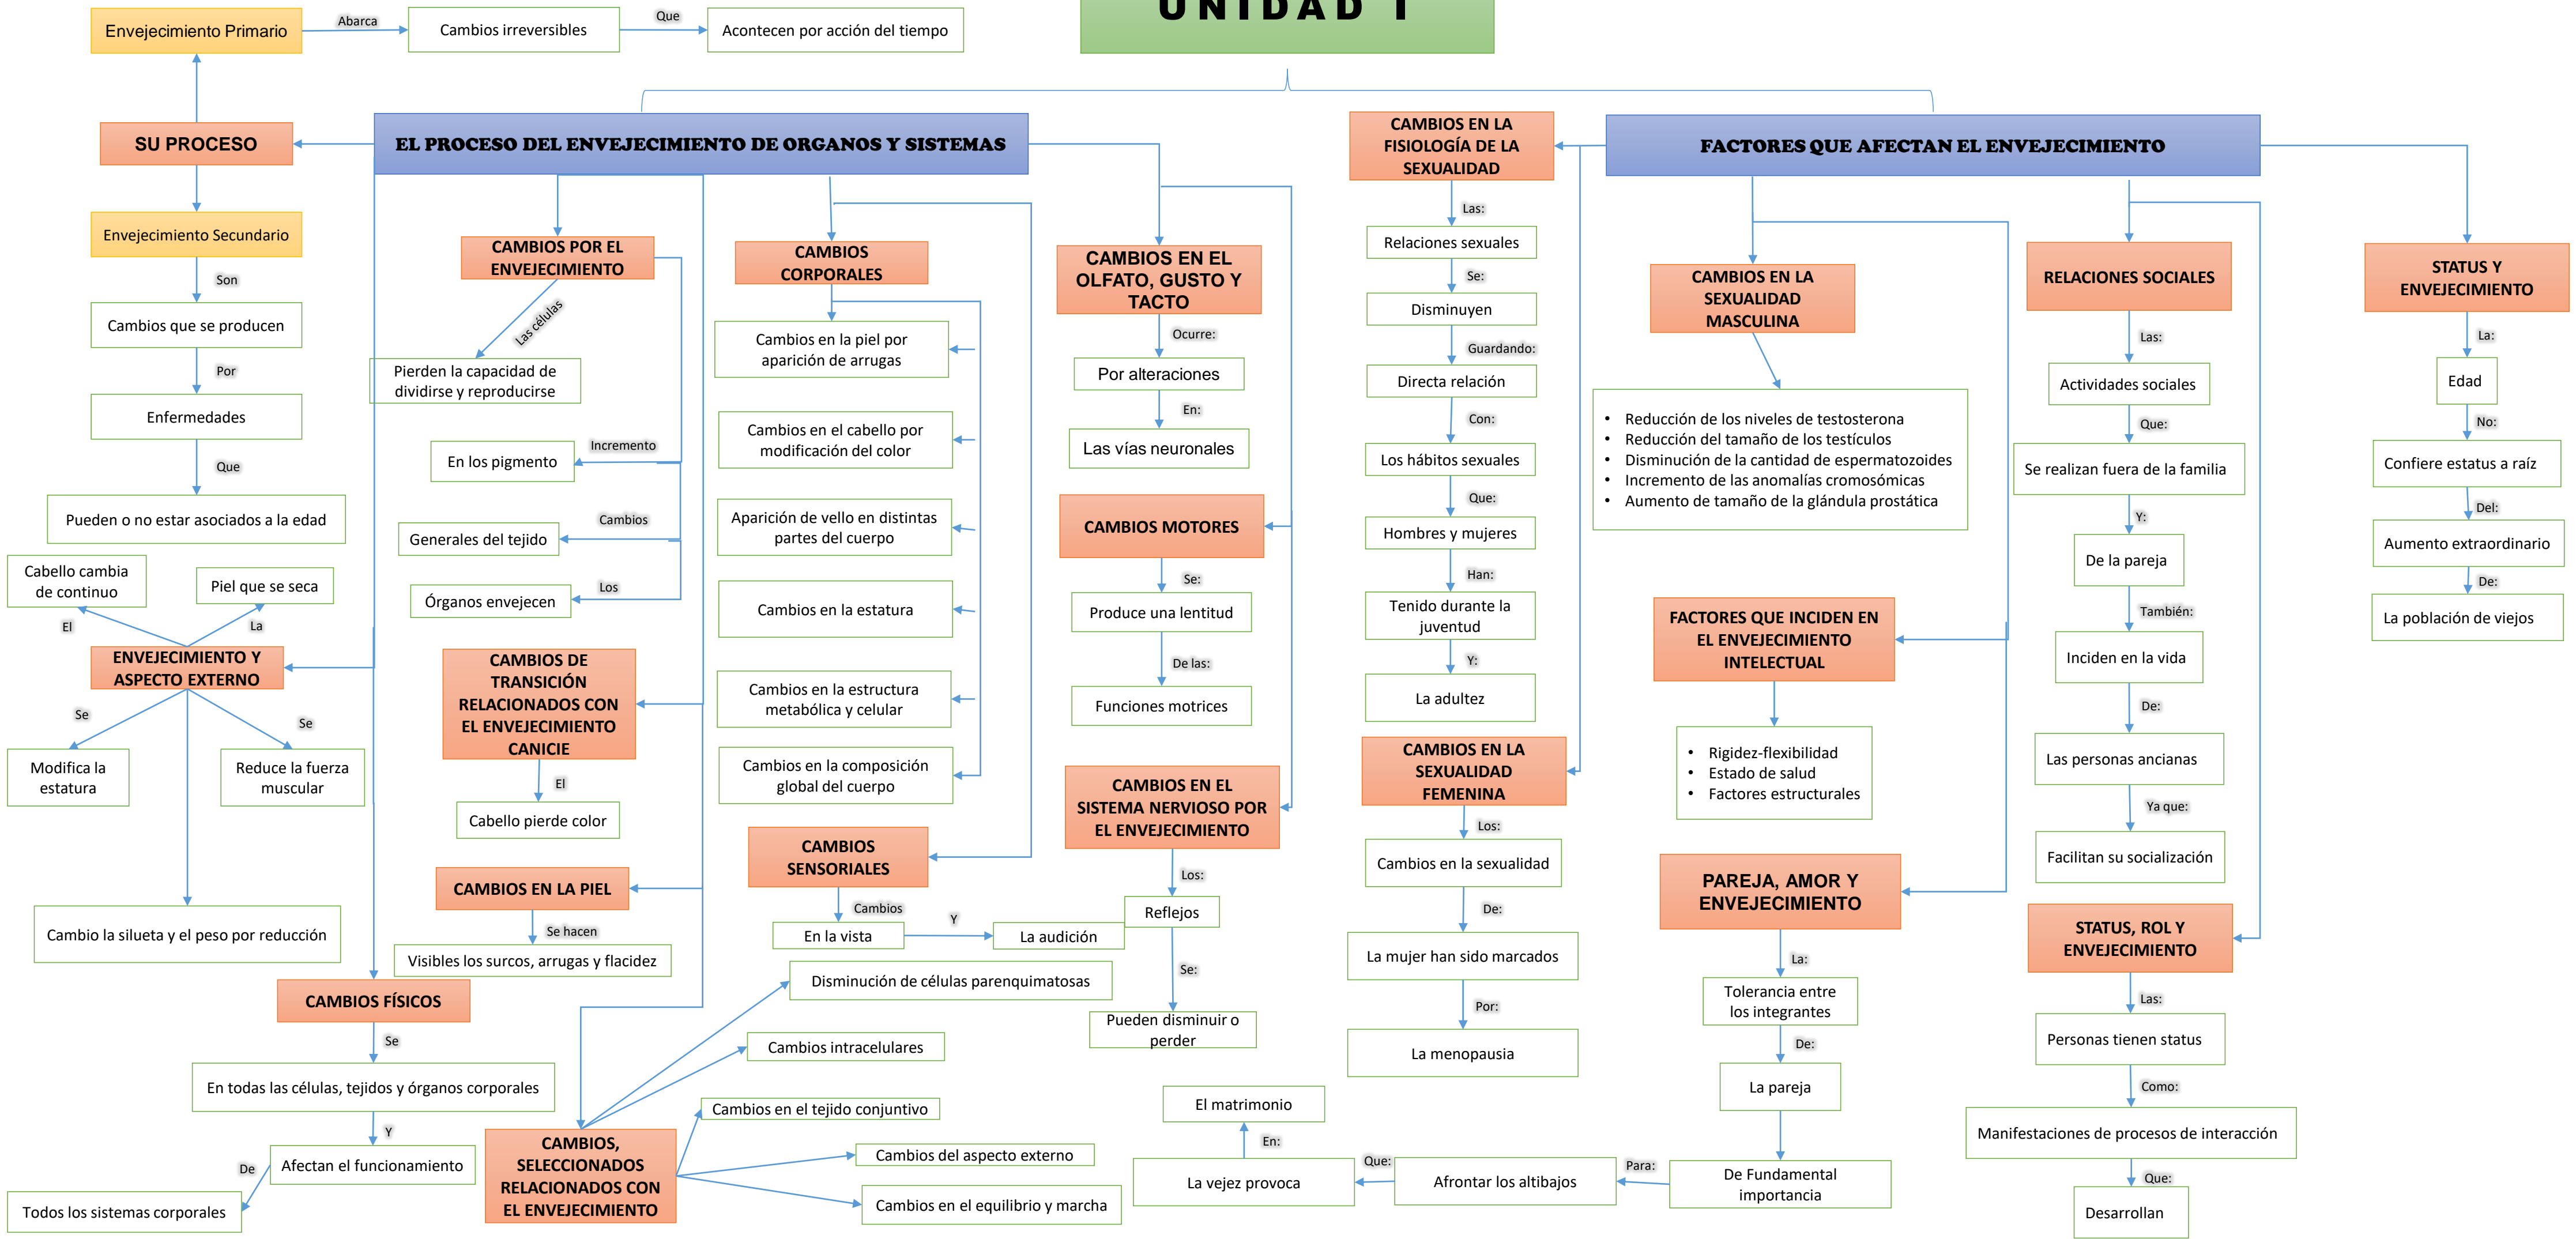 UNIDAD 1
Envejecimiento Primario
Abarca
Cambios irreversibles
Que
Acontecen por acción del tiempo
SU PROCESO
Envejecimiento Secundario
Son
Cambios que se producen
Por
Enfermedades
Que
Pueden o no estar asociados a la edad
EL PROCESO DEL ENVEJECIMIENTO DE ORGANOS Y SISTEMAS
Cabello cambia
de continuo
Piel que se seca
El
La
ENVEJECIMIENTO Y
ASPECTO EXTERNO
Se
Se
Modifica la
estatura
Reduce la fuerza
muscular
Cambio la silueta y el peso por reducción
CAMBIOS FÍSICOS
Se
En todas las células, tejidos y órganos corporales
Y
Afectan el funcionamiento
De
Todos los sistemas corporales
CAMBIOS POR EL
ENVEJECIMIENTO
Las células
Pierden la capacidad de
dividirse y reproducirse
Incremento
En los pigmento
Cambios
Generales del tejido
Los
Órganos envejecen
CAMBIOS DE
TRANSICIÓN
RELACIONADOS CON
EL ENVEJECIMIENTO
CANICIE
El
Cabello pierde color
CAMBIOS EN LA PIEL
Se hacen
Visibles los surcos, arrugas y flacidez
CAMBIOS,
SELECCIONADOS
RELACIONADOS CON
EL ENVEJECIMIENTO
Disminución de células parenquimatosas
Cambios intracelulares
Cambios en el tejido conjuntivo
Cambios del aspecto externo
Cambios en el equilibrio y marcha
CAMBIOS
CORPORALES
Cambios en la piel por
aparición de arrugas
Cambios en el cabello por
modificación del color
Aparición de vello en distintas
partes del cuerpo
Cambios en la estatura
Cambios en la estructura
metabólica y celular
Cambios en la composición
global del cuerpo
CAMBIOS
SENSORIALES
Cambios
En la vista
Y
La audición
CAMBIOS EN EL
OLFATO, GUSTO Y
TACTO
Ocurre:
Por alteraciones
En:
Las vías neuronales
CAMBIOS MOTORES
Se:
Produce una lentitud
De las:
Funciones motrices
CAMBIOS EN EL
SISTEMA NERVIOSO POR
EL ENVEJECIMIENTO
Los:
Reflejos
Se:
Pueden disminuir o
perder
FACTORES QUE AFECTAN EL ENVEJECIMIENTO
CAMBIOS EN LA
FISIOLOGÍA DE LA
SEXUALIDAD
Las:
Relaciones sexuales
Se:
Disminuyen
Guardando:
Directa relación
Con:
Los hábitos sexuales
Que:
Hombres y mujeres
Han:
Tenido durante la
juventud
Y:
La adultez
CAMBIOS EN LA
SEXUALIDAD
FEMENINA
Los:
Cambios en la sexualidad
De:
La mujer han sido marcados
Por:
La menopausia
CAMBIOS EN LA
SEXUALIDAD
MASCULINA
• Reducción de los niveles de testosterona
• Reducción del tamaño de los testículos
• Disminución de la cantidad de espermatozoides
• Incremento de las anomalías cromosómicas
• Aumento de tamaño de la glándula prostática
FACTORES QUE INCIDEN EN
EL ENVEJECIMIENTO
INTELECTUAL
• Rigidez-flexibilidad
• Estado de salud
• Factores estructurales
PAREJA, AMOR Y
ENVEJECIMIENTO
La:
Tolerancia entre
los integrantes
De:
La pareja
De Fundamental
importancia
Para:
Afrontar los altibajos
Que:
La vejez provoca
En:
El matrimonio
RELACIONES SOCIALES
Las:
Actividades sociales
Que:
Se realizan fuera de la familia
Y:
De la pareja
También:
Inciden en la vida
De:
Las personas ancianas
Ya que:
Facilitan su socialización
STATUS, ROL Y
ENVEJECIMIENTO
Las:
Personas tienen status
Como:
Manifestaciones de procesos de interacción
Que:
Desarrollan
STATUS Y
ENVEJECIMIENTO
La:
Edad
No:
Confiere estatus a raíz
Del:
Aumento extraordinario
De:
La población de viejos